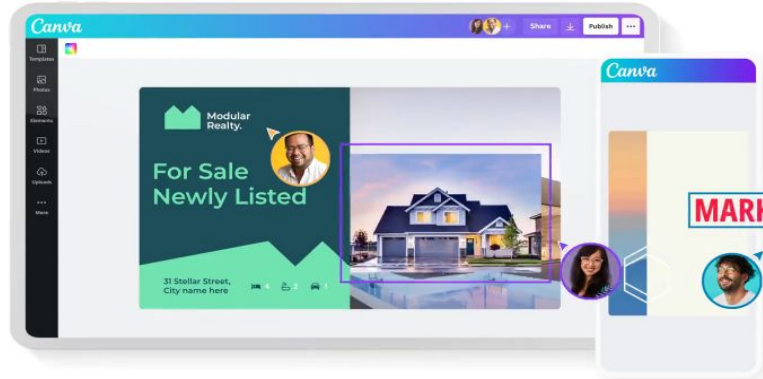 Canva
Share
Publish
Templates
Photos
Elements
Videos
Uploads
More
Modular
Realty.
For Sale
Newly Listed
31 Stellar Street,
City name here
4 2 1
Canva
MARK